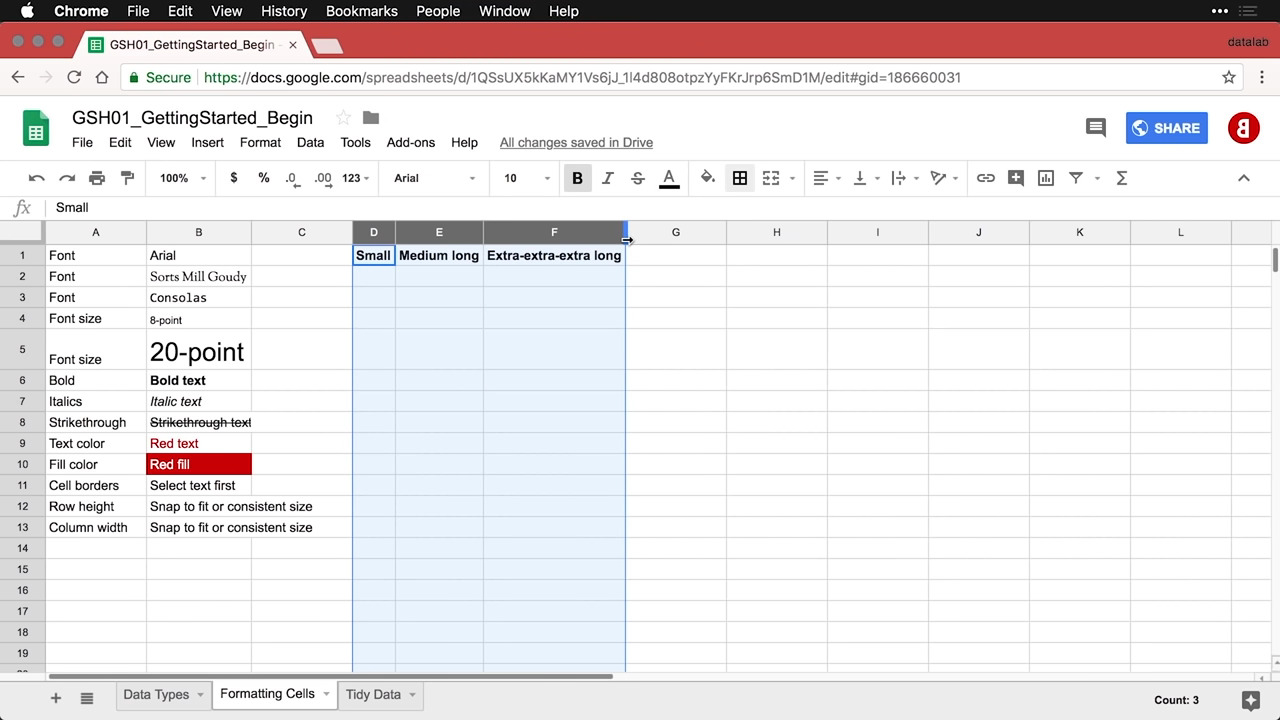 Chrome File Edit View History Bookmarks People Window Help
GSH01_GettingStarted_Begin -
datalab
Secure https://docs.google.com/spreadsheets/d/1QSsUX5kKaMY1Vs6jJ_1l4d808otpzYyFKrJrp6SmD1M/edit#gid=186660031
GSH01_GettingStarted_Begin
File Edit View Insert Format Data Tools Add-ons Help All changes saved in Drive
SHARE
100% $ % .0 .00 123 Arial 10 B I S A Σ
fx Small
A B C D E F G H I J K L
1 Font Arial Small Medium long Extra-extra-extra long
2 Font Sorts Mill Goudy
3 Font Consolas
4 Font size 8-point
5 Font size 20-point
6 Bold Bold text
7 Italics Italic text
8 Strikethrough Strikethrough text
9 Text color Red text
10 Fill color Red fill
11 Cell borders Select text first
12 Row height Snap to fit or consistent size
13 Column width Snap to fit or consistent size
14
15
16
17
18
19
+ Data Types Formatting Cells Tidy Data Count: 3